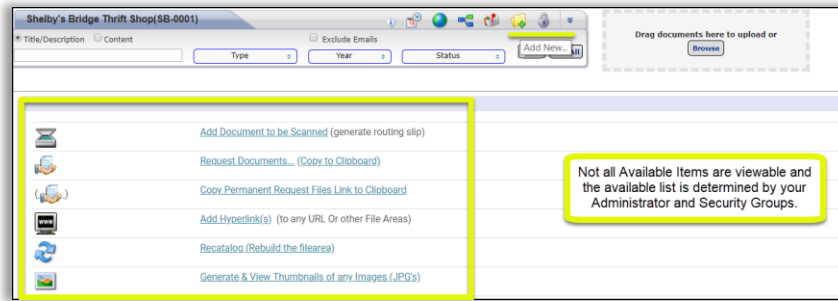 Shelby's Bridge Thrift Shop(SB-0001)
Title/Description Content Exclude Emails
Type Year Status
Add New...
All
Drag documents here to upload or
Browse
Add Document to be Scanned (generate routing slip)
Request Documents... (Copy to Clipboard)
Copy Permanent Request Files Link to Clipboard
Add Hyperlink(s) (to any URL Or other File Areas)
Recatalog (Rebuild the filearea)
Generate & View Thumbnails of any Images (JPG's)
Not all Available Items are viewable and
the available list is determined by your
Administrator and Security Groups.